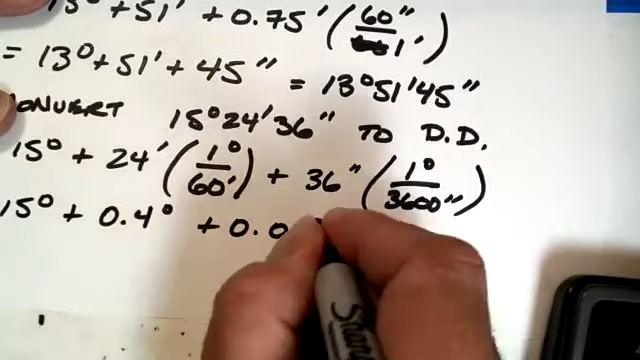 13° + 51' + 0.75' (60"/1')
= 13° + 51' + 45" = 13°51'45"
CONVERT 15°24'36" TO D.D.
15° + 24' (1°/60') + 36" (1°/3600")
15° + 0.4° + 0.0
Sharpie